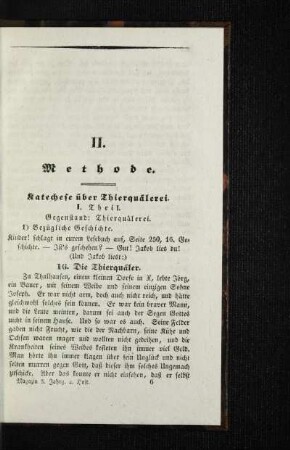 II.
Methode.
Katechese über Thierquälerei.
I. Theil.
Gegenstand: Thierquälerei.
1) Bezügliche Geschichte.
Kinder! schlagt in eurem Lesebuch auf, Seite 250, 16. Ge-
schichte. — Ist's geschehen? — Gut! Jakob lies du!
(Und Jakob liest:)
16. Die Thierquäler.
Zu Thalhausen, einem kleinen Dorfe in X, lebte Jörg,
ein Bauer, mit seinem Weibe und seinem einzigen Sohne
Joseph. Er war nicht arm, doch auch nicht reich, und hätte
gleichwohl solches sein können. Er war kein braver Mann,
und die Leute meinten, darum sei auch der Segen Gottes
nicht in seinem Hause. Und so war es auch. Seine Felder
gaben nicht Frucht, wie die der Nachbarn, seine Kühe und
Ochsen waren mager und wollten nicht gedeihen, und die
Krankheiten seines Weibes kosteten ihn immer viel Geld.
Man hörte ihn immer klagen über sein Unglück und nicht
selten murren gegen Gott, daß dieser ihm solches Ungemach
zuschicke. Aber das konnte er nicht einsehen, daß er selbst
Magazin 3. Jahrg. 2. Heft. 6